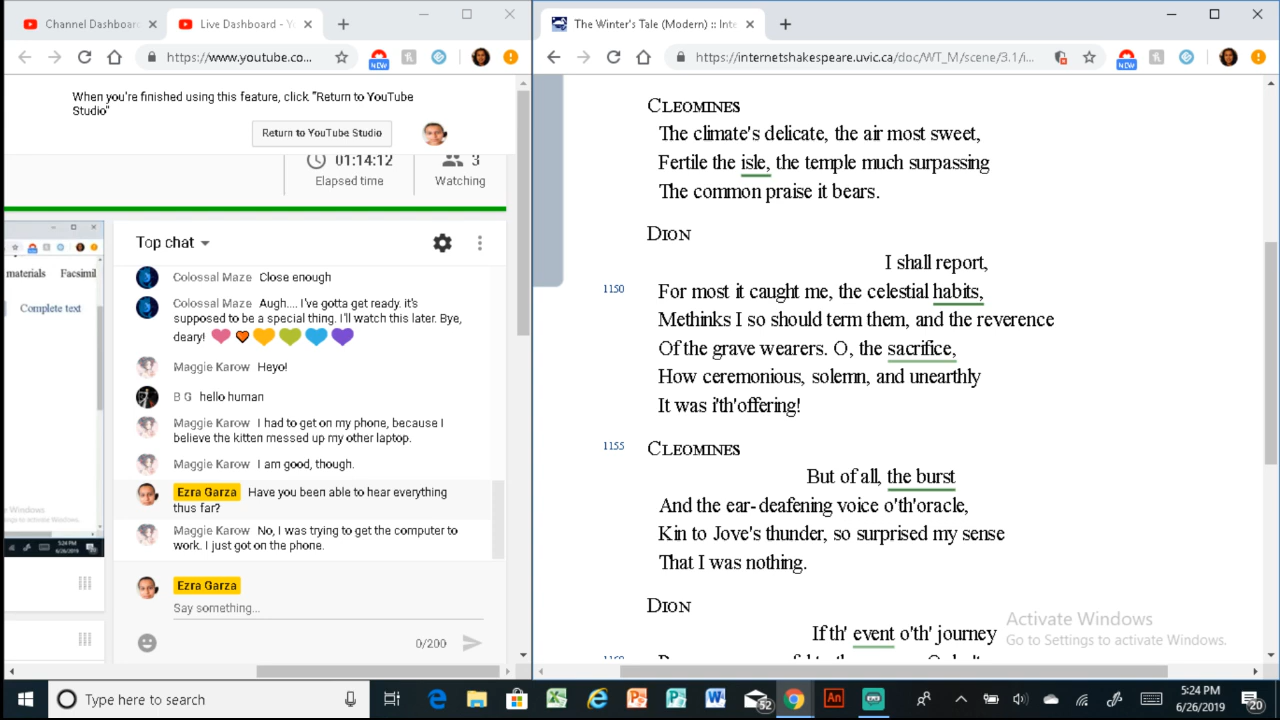 Channel Dashboard
Live Dashboard - Yo
The Winter's Tale (Modern) :: Inte
https://www.youtube.co...
NEW
https://internetshakespeare.uvic.ca/doc/WT_M/scene/3.1/i...
NEW
When you're finished using this feature, click "Return to YouTube
Studio"
Return to YouTube Studio
01:14:12
3
Elapsed time
Watching
Top chat
materials Facsimil
Complete text
Colossal Maze Close enough
Colossal Maze Augh.... I've gotta get ready. it's
supposed to be a special thing. I'll watch this later. Bye,
deary!
Maggie Karow Heyo!
B G hello human
Maggie Karow I had to get on my phone, because I
believe the kitten messed up my other laptop.
Maggie Karow I am good, though.
Ezra Garza Have you been able to hear everything
thus far?
Maggie Karow No, I was trying to get the computer to
work. I just got on the phone.
Ezra Garza
Say something...
0/200
CLEOMINES
The climate's delicate, the air most sweet,
Fertile the isle, the temple much surpassing
The common praise it bears.
DION
I shall report,
1150 For most it caught me, the celestial habits,
Methinks I so should term them, and the reverence
Of the grave wearers. O, the sacrifice,
How ceremonious, solemn, and unearthly
It was i'th'offering!
1155 CLEOMINES
But of all, the burst
And the ear-deafening voice o'th'oracle,
Kin to Jove's thunder, so surprised my sense
That I was nothing.
DION
If th' event o'th' journey
Activate Windows
Go to Settings to activate Windows.
Type here to search
52
5:24 PM
6/26/2019
20